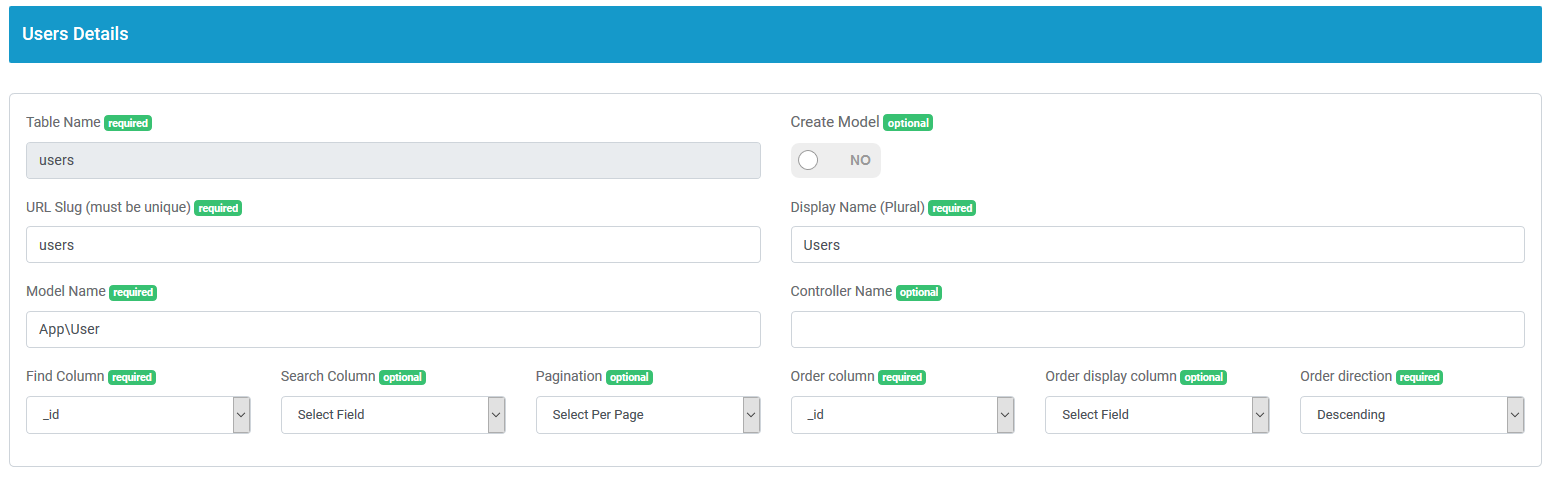 Users Details
Table Name required
Create Model optional
users
NO
URL Slug (must be unique) required
Display Name (Plural) required
users
Users
Model Name required
Controller Name optional
App\User
Find Column required
Search Column optional
Pagination optional
Order column required
Order display column optional
Order direction required
_id
Select Field
Select Per Page
_id
Select Field
Descending